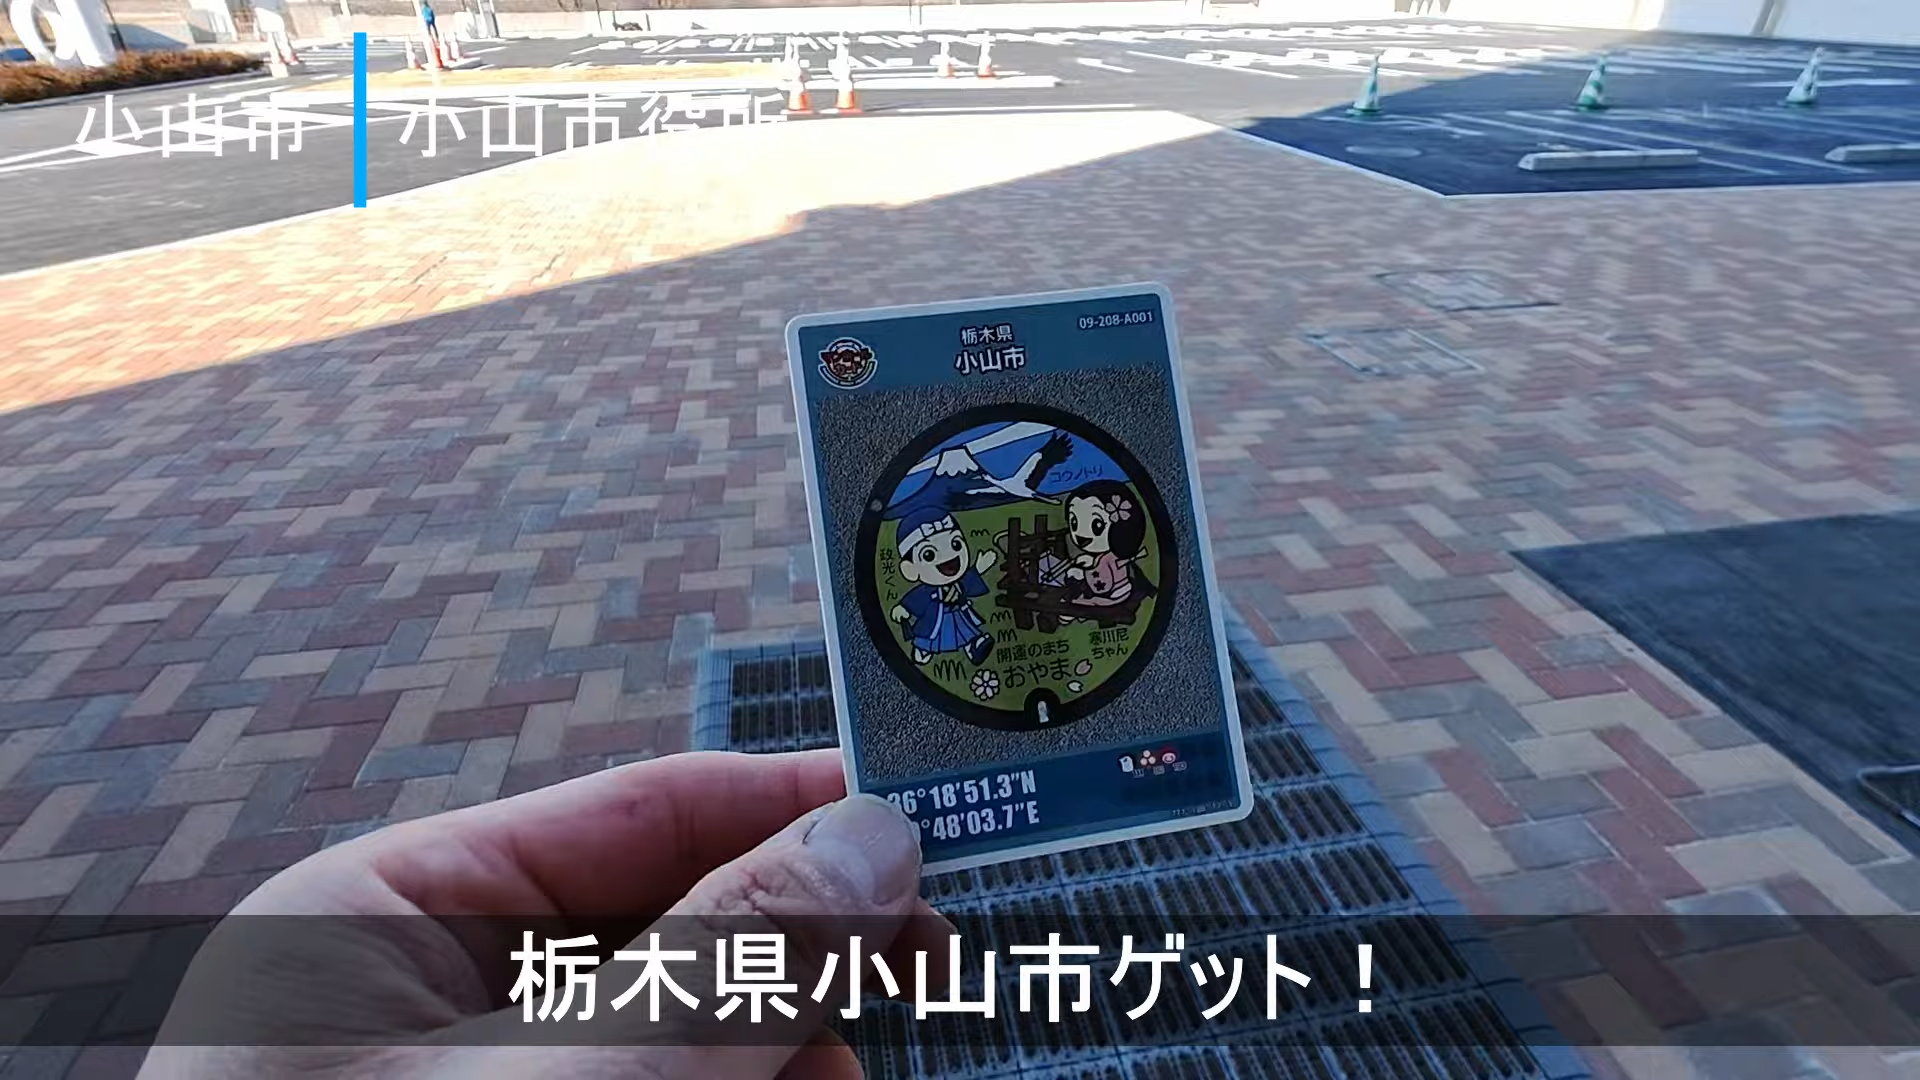 小山市
小山市役所
栃木県
小山市
09-208-A001
コウノトリ
政光くん
寒川尼
ちゃん
開運のまち
おやま
36°18'51.3"N
°48'03.7"E
栃木県小山市ゲット！